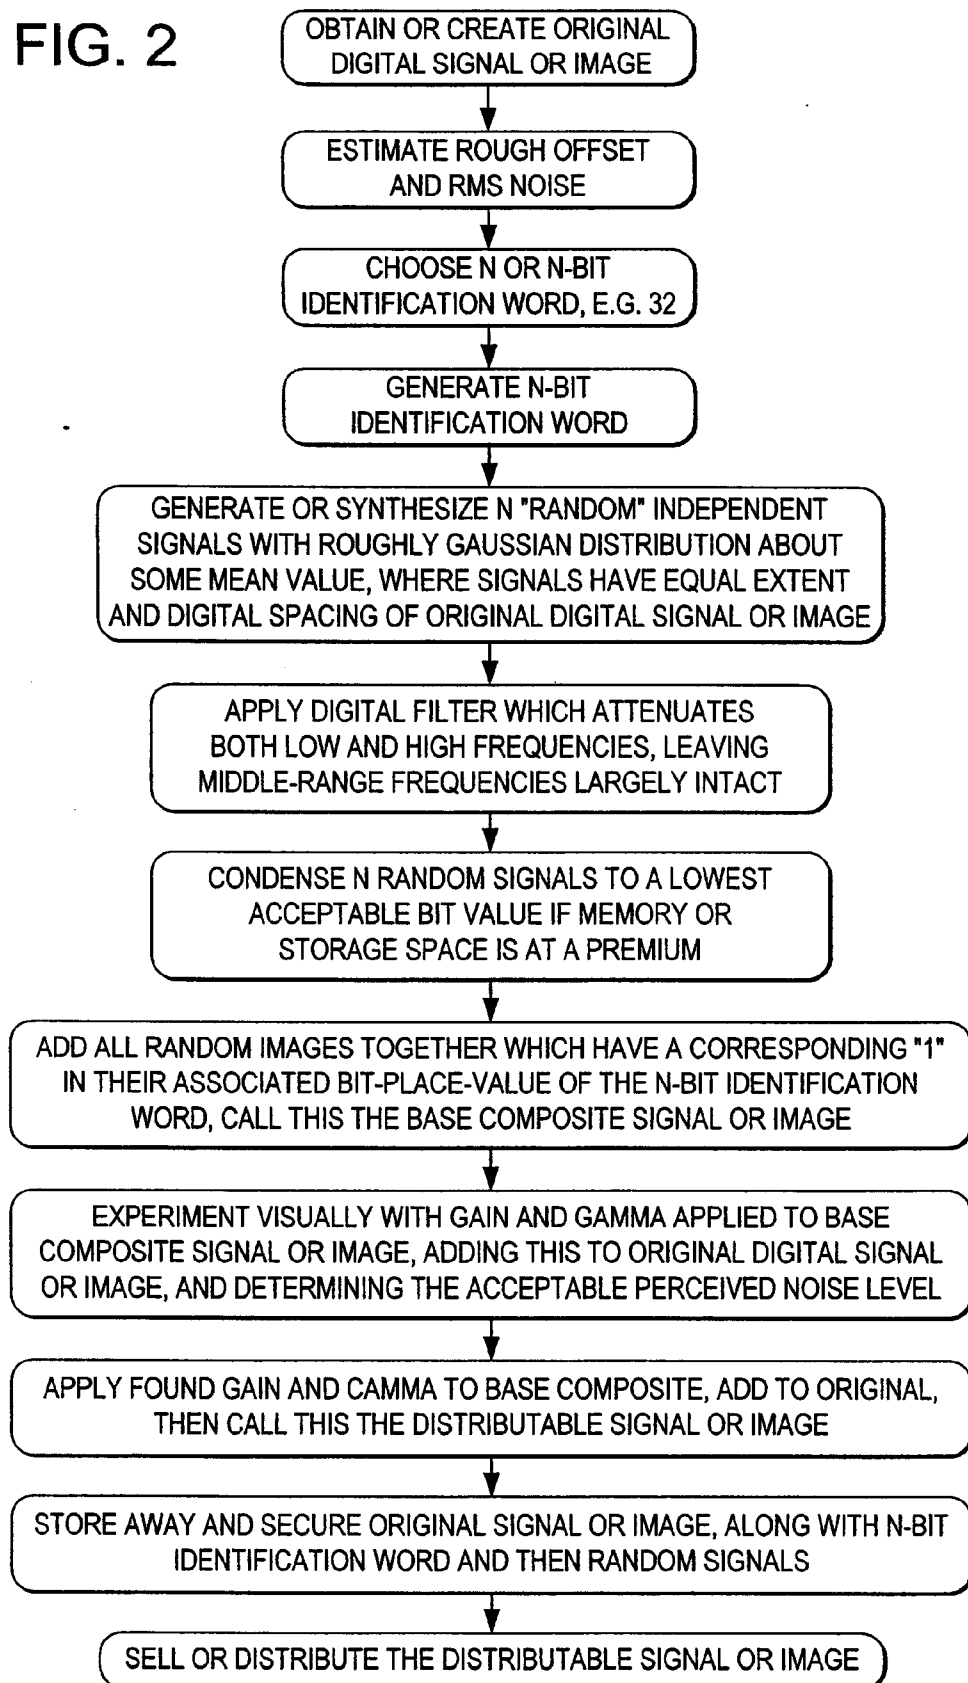 FIG. 2
OBTAIN OR CREATE ORIGINAL
DIGITAL SIGNAL OR IMAGE
ESTIMATE ROUGH OFFSET
AND RMS NOISE
CHOOSE N OR N-BIT
IDENTIFICATION WORD, E.G. 32
GENERATE N-BIT
IDENTIFICATION WORD
GENERATE OR SYNTHESIZE N "RANDOM" INDEPENDENT
SIGNALS WITH ROUGHLY GAUSSIAN DISTRIBUTION ABOUT
SOME MEAN VALUE, WHERE SIGNALS HAVE EQUAL EXTENT
AND DIGITAL SPACING OF ORIGINAL DIGITAL SIGNAL OR IMAGE
APPLY DIGITAL FILTER WHICH ATTENUATES
BOTH LOW AND HIGH FREQUENCIES, LEAVING
MIDDLE-RANGE FREQUENCIES LARGELY INTACT
CONDENSE N RANDOM SIGNALS TO A LOWEST
ACCEPTABLE BIT VALUE IF MEMORY OR
STORAGE SPACE IS AT A PREMIUM
ADD ALL RANDOM IMAGES TOGETHER WHICH HAVE A CORRESPONDING "1"
IN THEIR ASSOCIATED BIT-PLACE-VALUE OF THE N-BIT IDENTIFICATION
WORD, CALL THIS THE BASE COMPOSITE SIGNAL OR IMAGE
EXPERIMENT VISUALLY WITH GAIN AND GAMMA APPLIED TO BASE
COMPOSITE SIGNAL OR IMAGE, ADDING THIS TO ORIGINAL DIGITAL SIGNAL
OR IMAGE, AND DETERMINING THE ACCEPTABLE PERCEIVED NOISE LEVEL
APPLY FOUND GAIN AND CAMMA TO BASE COMPOSITE, ADD TO ORIGINAL,
THEN CALL THIS THE DISTRIBUTABLE SIGNAL OR IMAGE
STORE AWAY AND SECURE ORIGINAL SIGNAL OR IMAGE, ALONG WITH N-BIT
IDENTIFICATION WORD AND THEN RANDOM SIGNALS
SELL OR DISTRIBUTE THE DISTRIBUTABLE SIGNAL OR IMAGE